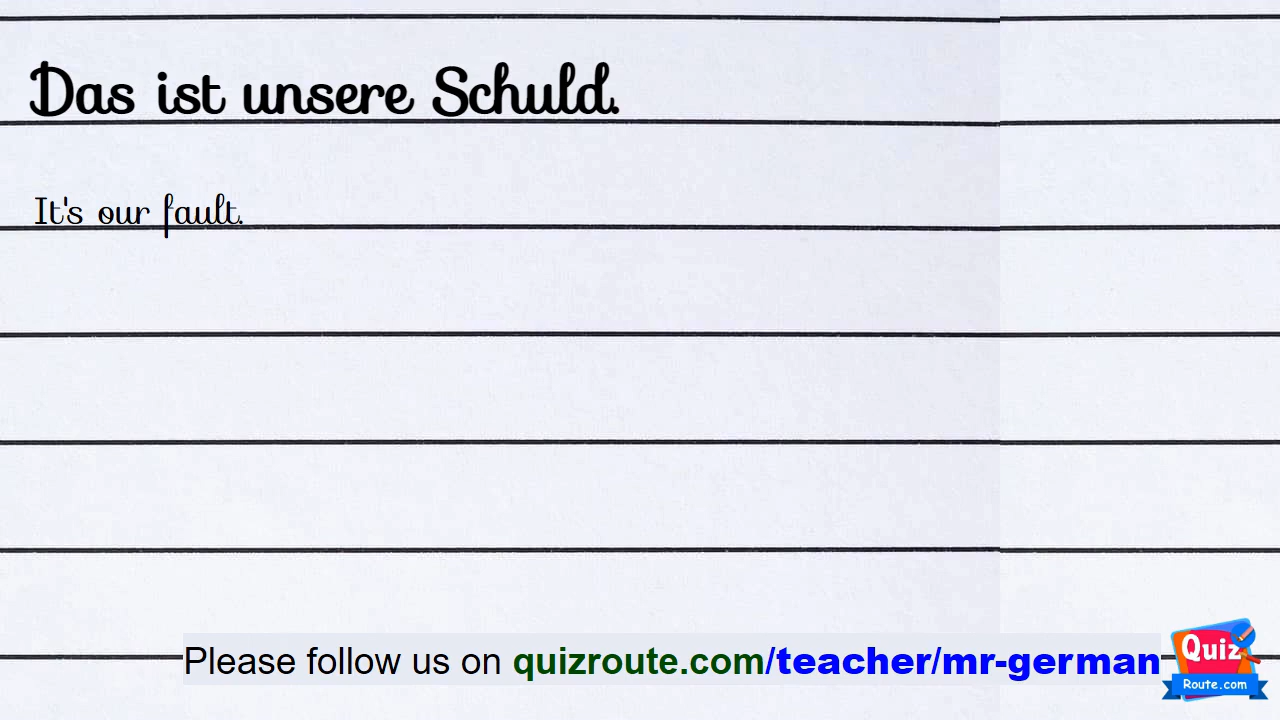 Das ist unsere Schuld.
It's our fault.
Please follow us on quizroute.com/teacher/mr-german
Quiz
Route.com